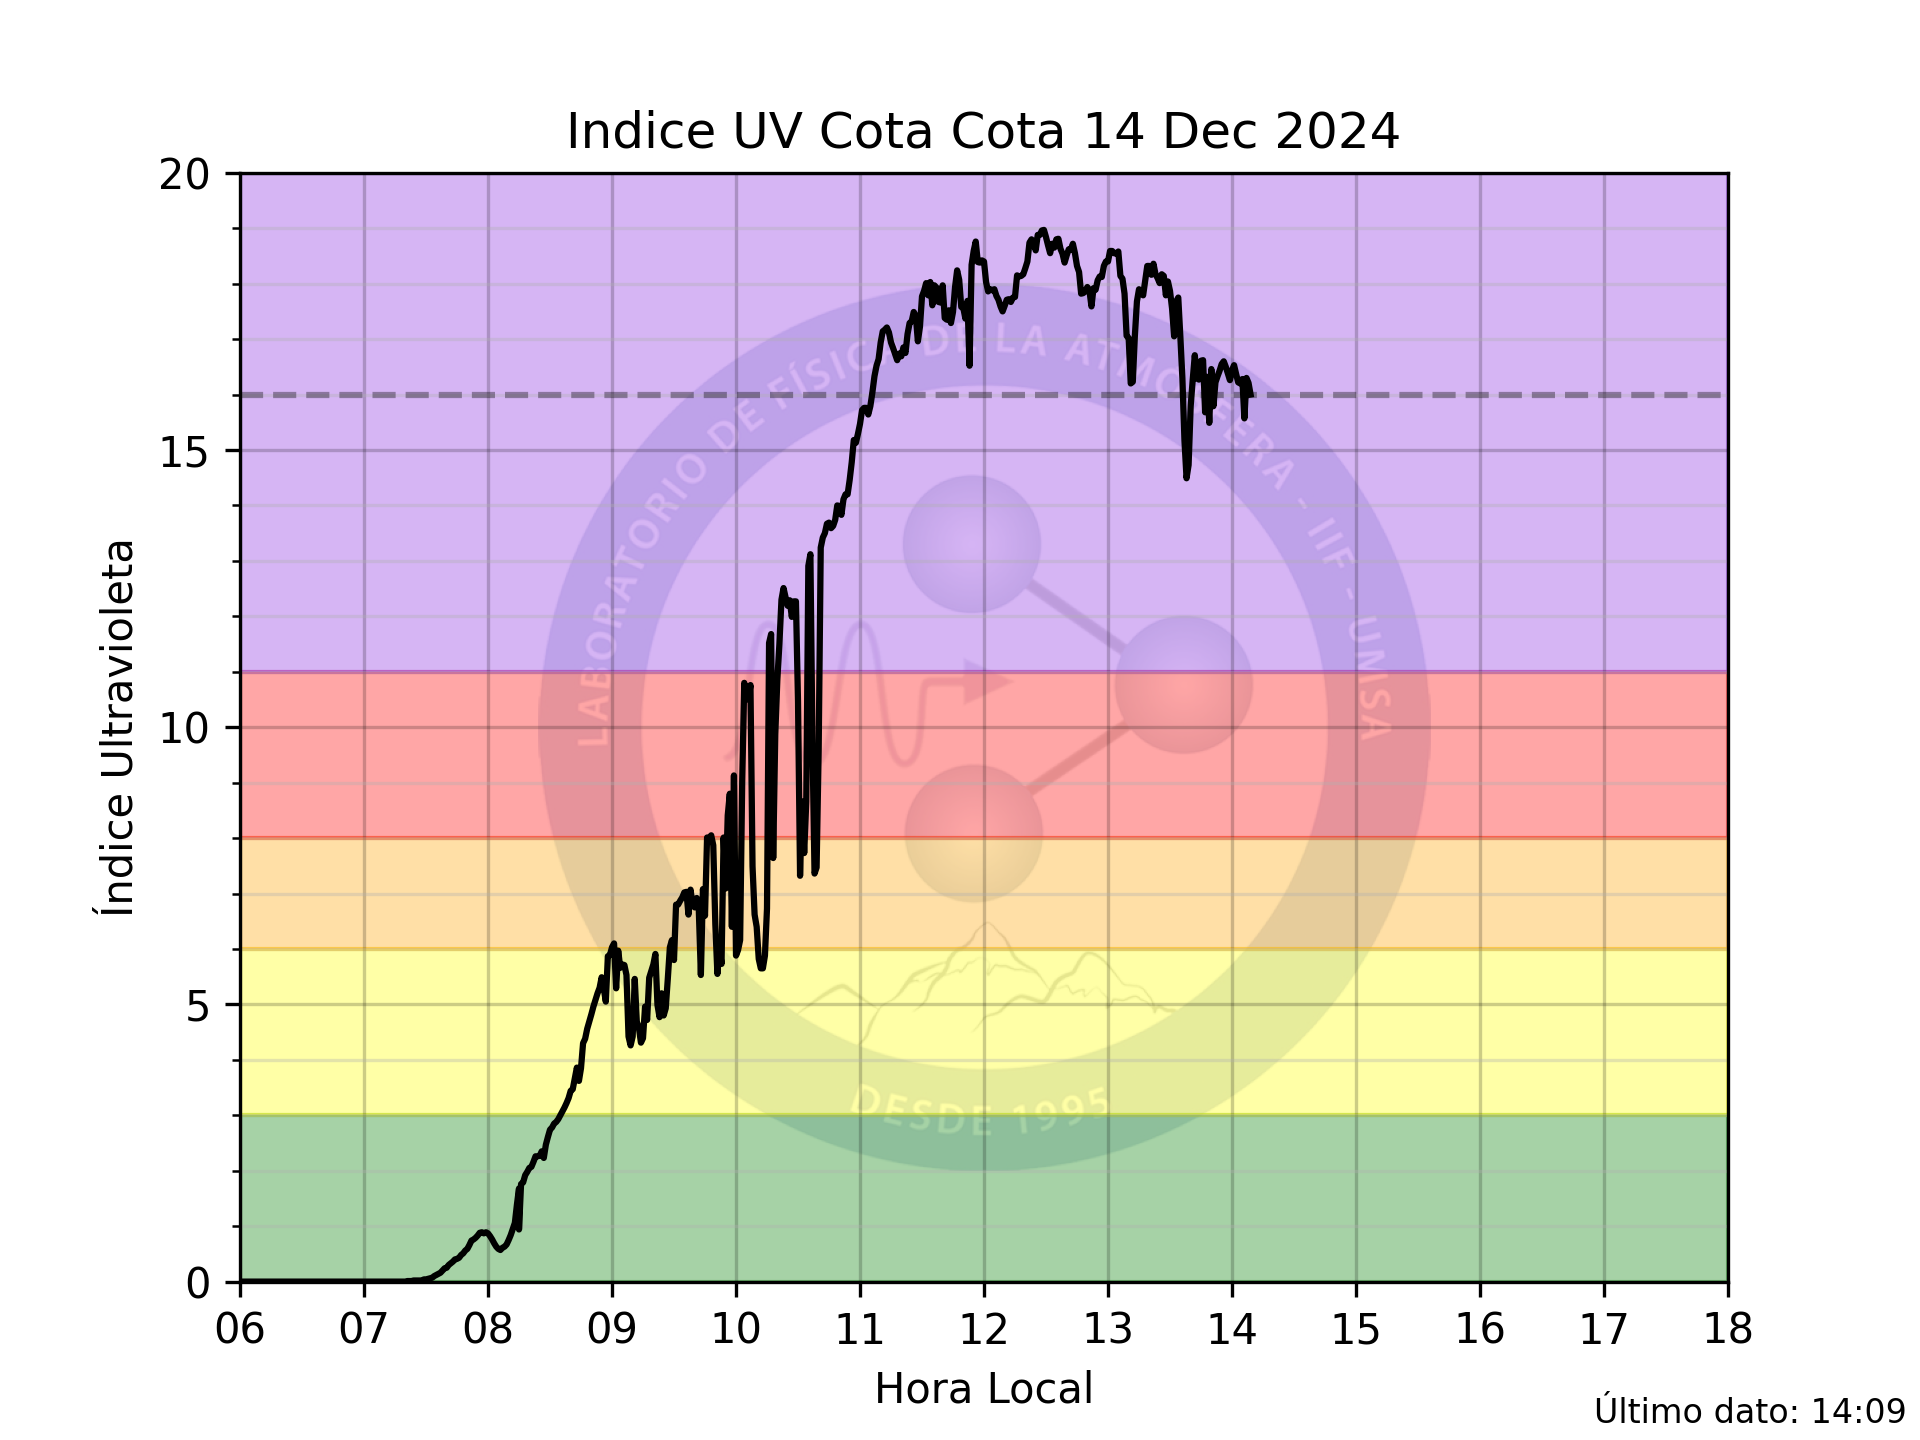 Indice UV Cota Cota 14 Dec 2024
20
15
10
5
0
Índice Ultravioleta
LABORATORIO DE FÍSICA DE LA ATMÓSFERA - IIF - UMSA
DESDE 1995
06 07 08 09 10 11 12 13 14 15 16 17 18
Hora Local
Último dato: 14:09